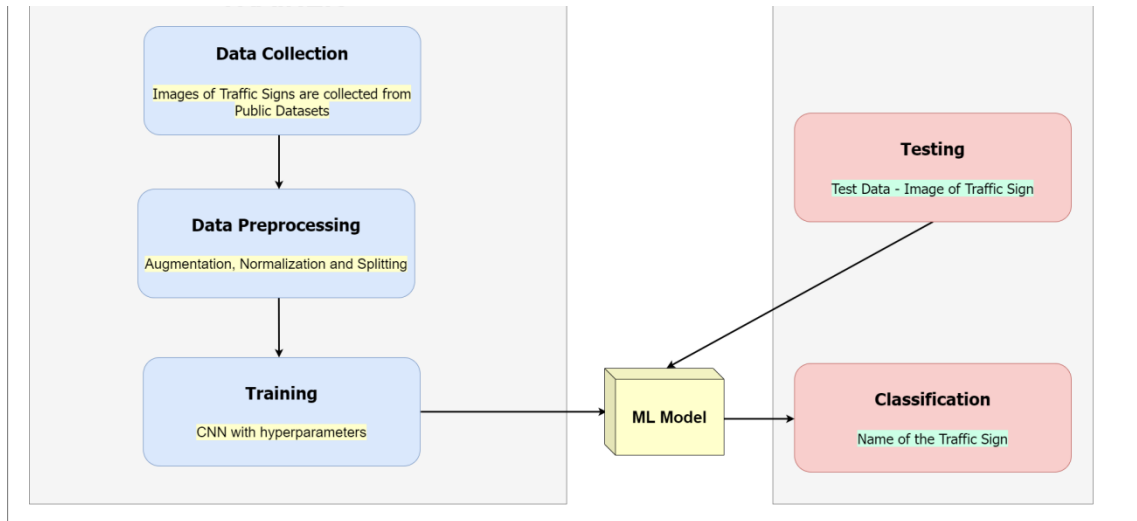 Data Collection
Images of Traffic Signs are collected from
Public Datasets
Data Preprocessing
Augmentation, Normalization and Splitting
Training
CNN with hyperparameters
ML Model
Testing
Test Data - Image of Traffic Sign
Classification
Name of the Traffic Sign